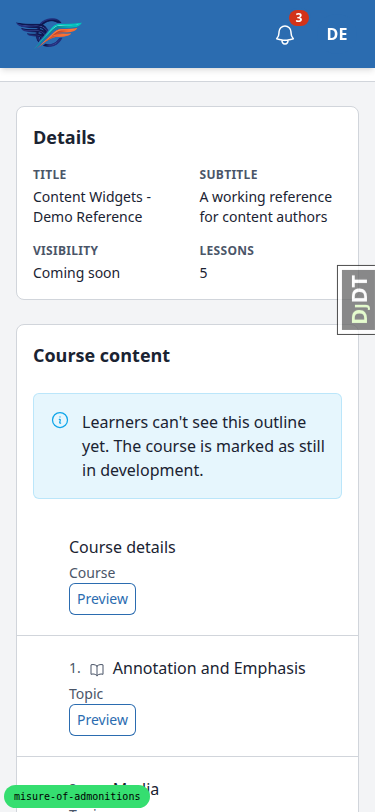 3
DE
Details
TITLE
SUBTITLE
Content Widgets -
Demo Reference
A working reference
for content authors
VISIBILITY
LESSONS
Coming soon
5
DjDT
Course content
Learners can't see this outline
yet. The course is marked as still
in development.
Course details
Course
Preview
1. Annotation and Emphasis
Topic
Preview
misure-of-admonitions